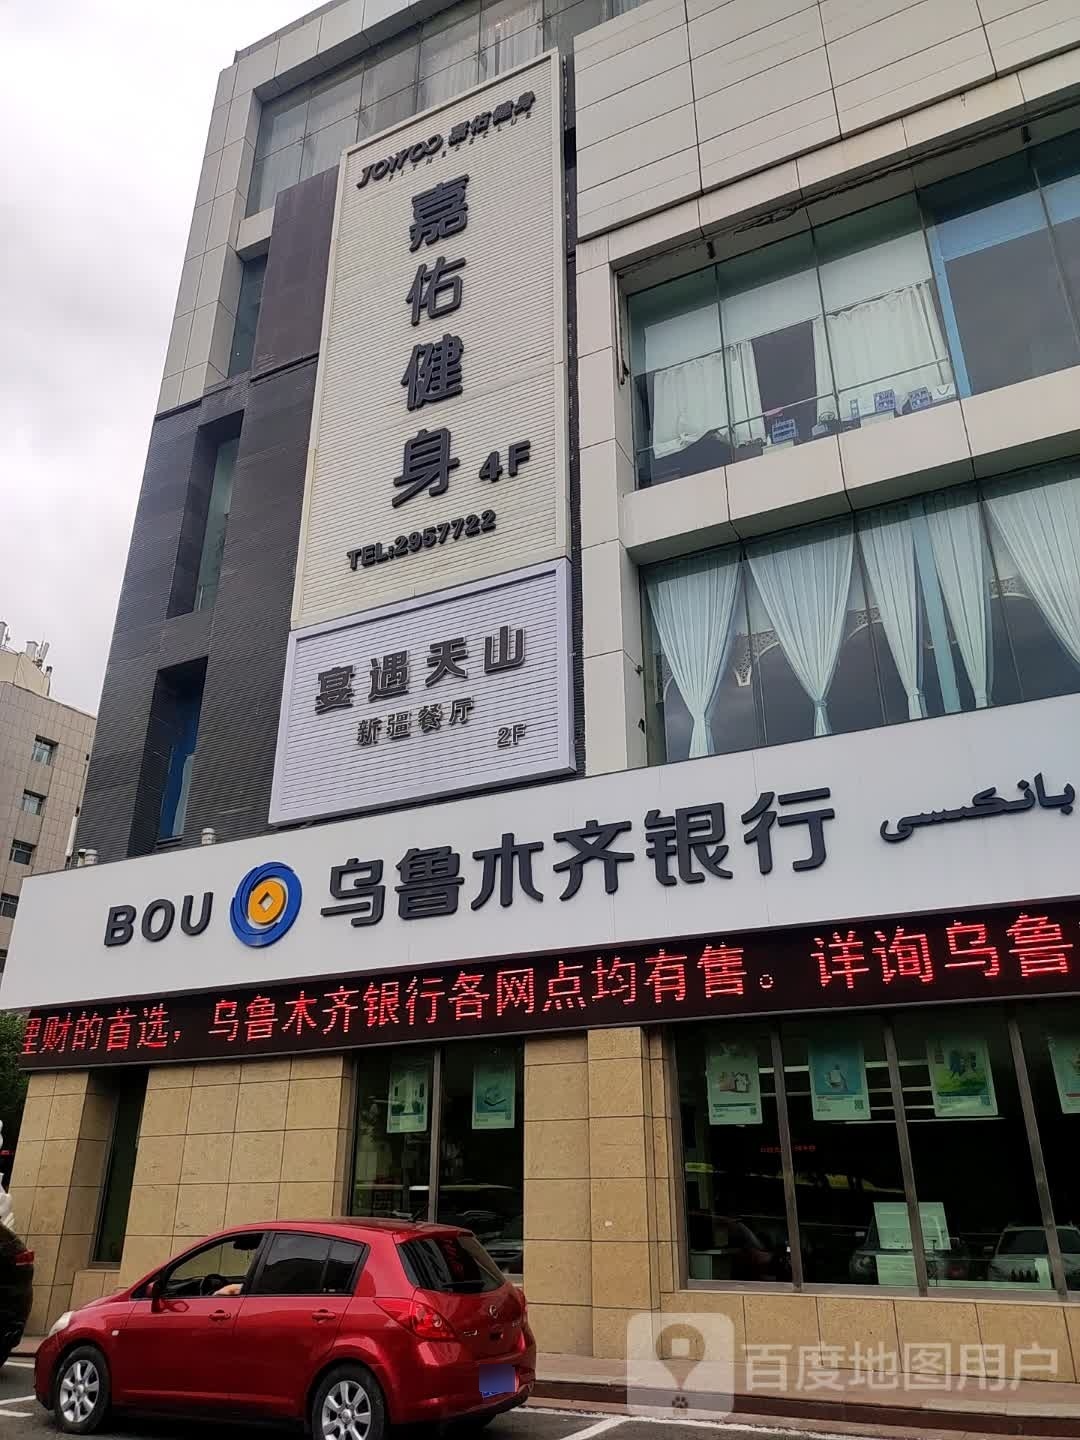 JOWOO 嘉佑健身
FITNESSCLUB
嘉佑健身 4F
TEL:2957722
宴遇天山
新疆餐厅
2F
BOU 乌鲁木齐银行 بانكىسى
理财的首选，乌鲁木齐银行各网点均有售。详询乌鲁
百度地图用户